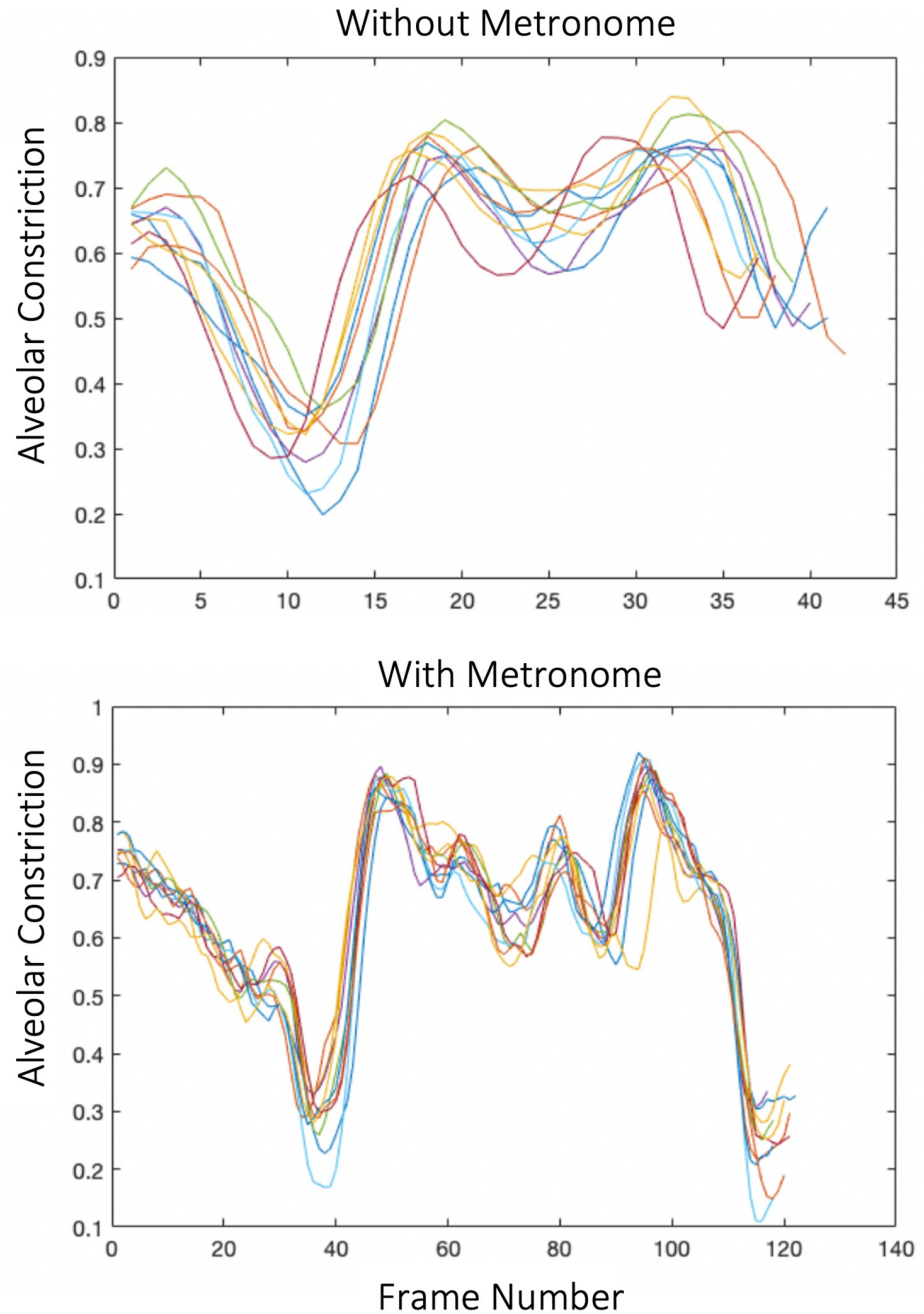 Without Metronome
Alveolar Constriction
0.9
0.8
0.7
0.6
0.5
0.4
0.3
0.2
0.1
0 5 10 15 20 25 30 35 40 45
With Metronome
Alveolar Constriction
1
0.9
0.8
0.7
0.6
0.5
0.4
0.3
0.2
0.1
0 20 40 60 80 100 120 140
Frame Number